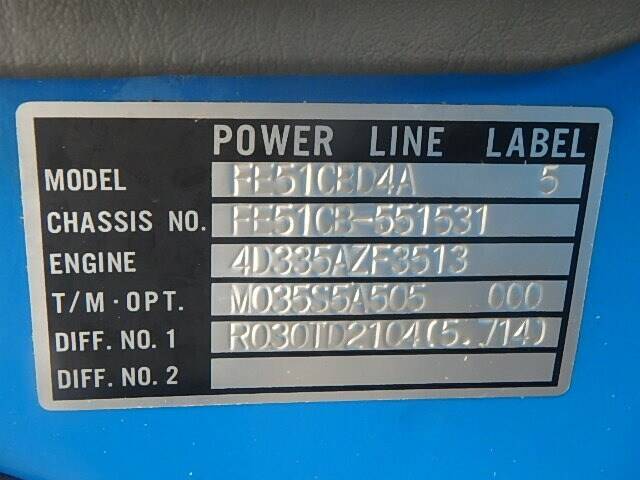 POWER LINE LABEL
MODEL FE51CBD4A 5
CHASSIS NO. FE51CB-551531
ENGINE 4D335AZF3513
T/M·OPT. M035S5A505 000
DIFF. NO. 1 R030TD2104(5.714)
DIFF. NO. 2